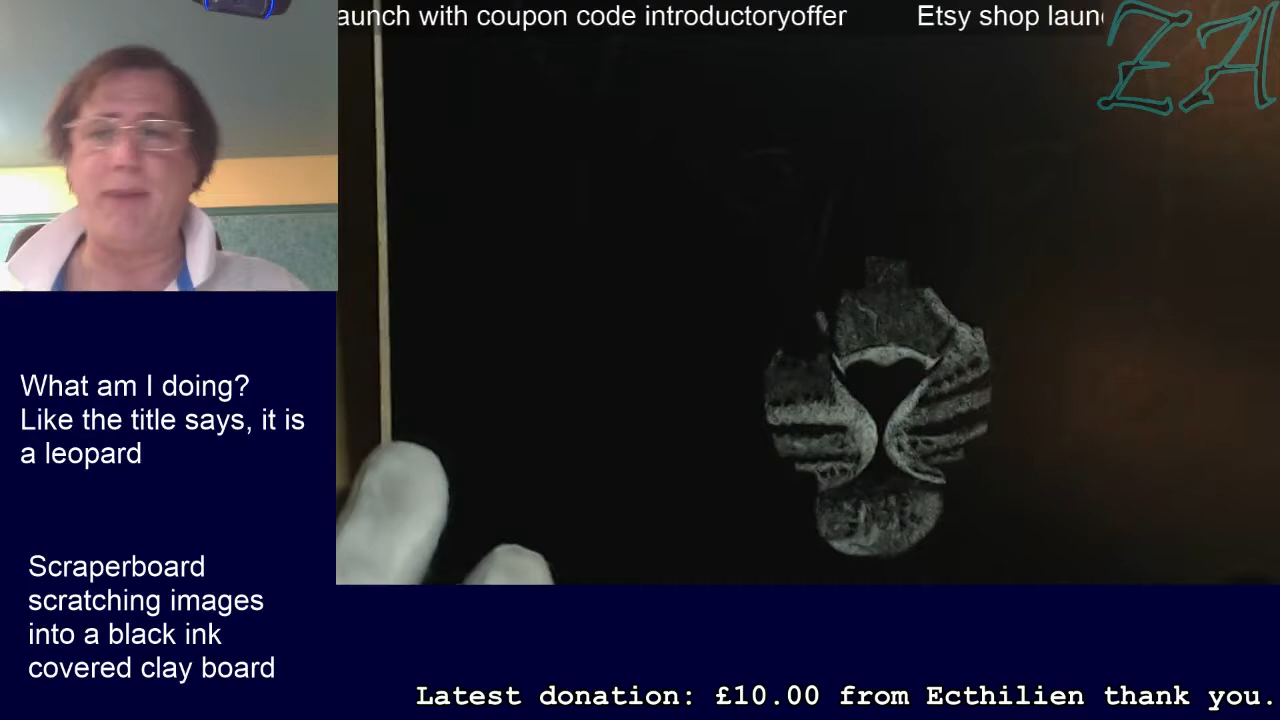 aunch with coupon code introductoryoffer Etsy shop laun
ZA
What am I doing?
Like the title says, it is
a leopard
Scraperboard
scratching images
into a black ink
covered clay board
Latest donation: £10.00 from Ecthilien thank you.